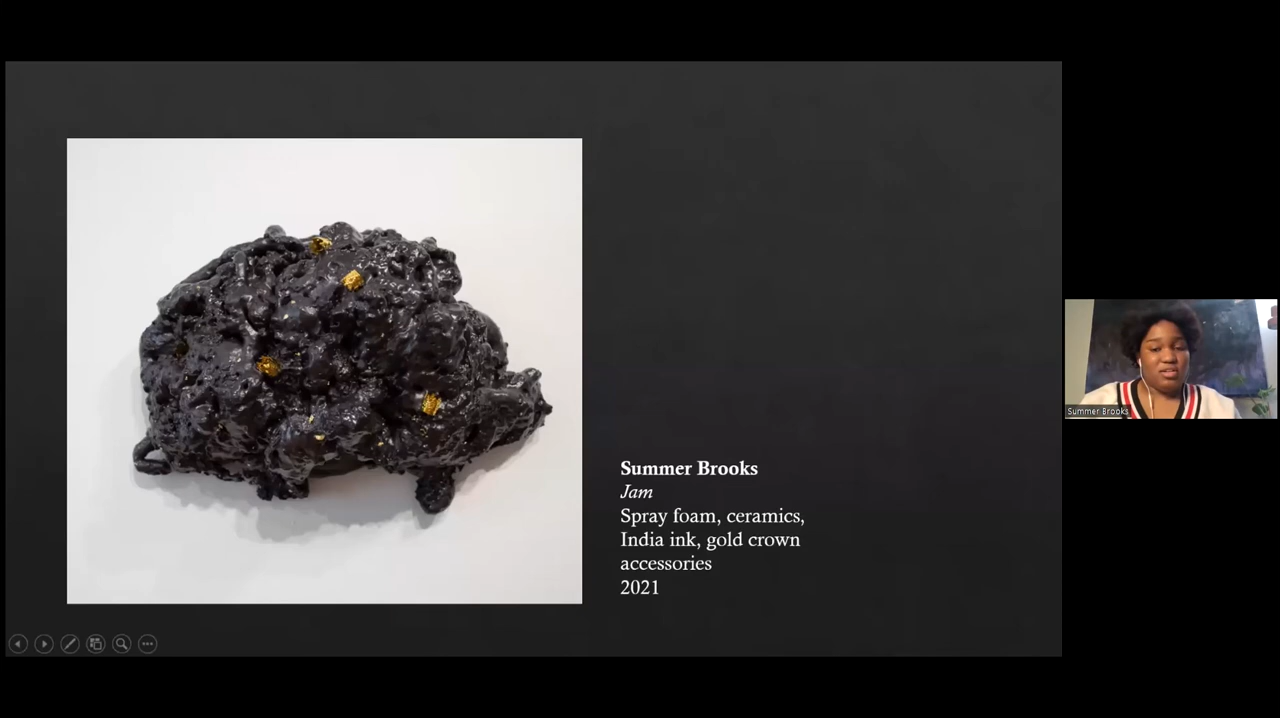 Summer Brooks
Jam
Spray foam, ceramics,
India ink, gold crown
accessories
2021
Summer Brooks